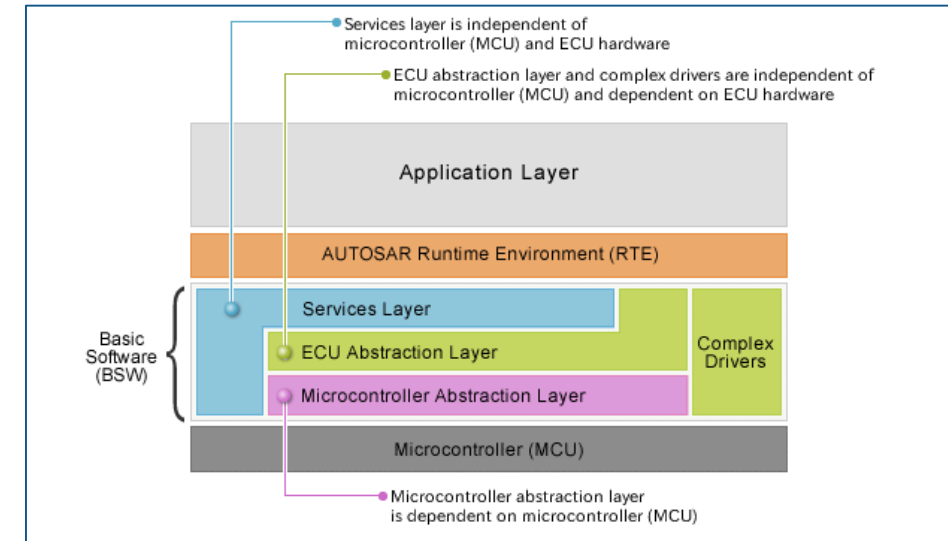 Services layer is independent of
microcontroller (MCU) and ECU hardware
ECU abstraction layer and complex drivers are independent of
microcontroller (MCU) and dependent on ECU hardware
Application Layer
AUTOSAR Runtime Environment (RTE)
Basic
Software
(BSW)
Services Layer
ECU Abstraction Layer
Microcontroller Abstraction Layer
Complex
Drivers
Microcontroller (MCU)
Microcontroller abstraction layer
is dependent on microcontroller (MCU)